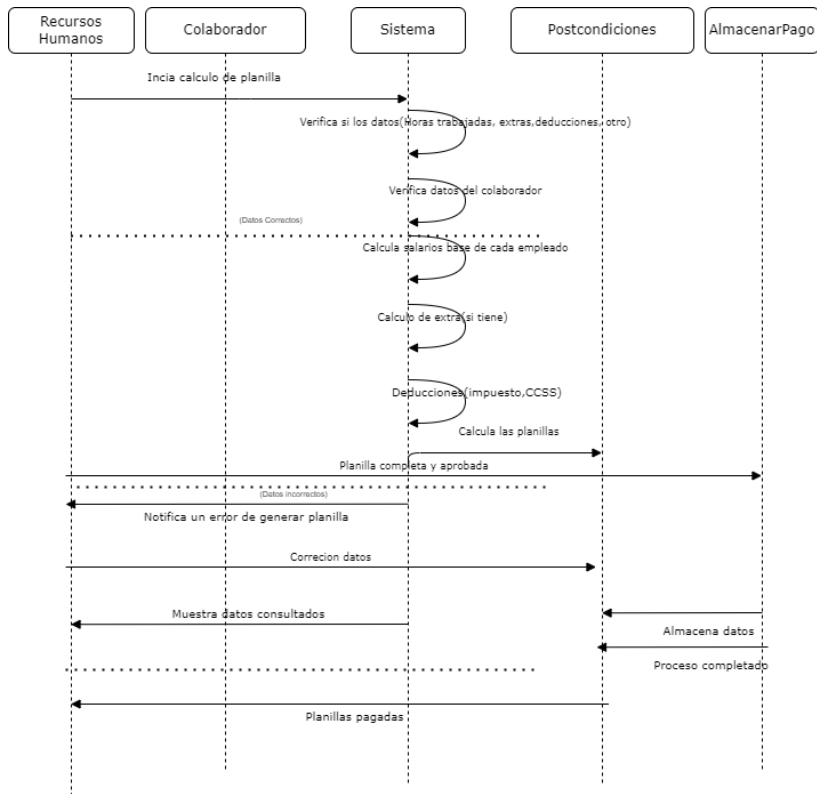 Recursos
Humanos
Colaborador
Sistema
Postcondiciones
AlmacenarPago
Incia calculo de planilla
Verifica si los datos(Horas trabajadas, extras,deducciones, otro)
Verifica datos del colaborador
(Datos Correctos)
Calcula salarios base de cada empleado
Calculo de extra(si tiene)
Deducciones(impuesto,CCSS)
Calcula las planillas
Planilla completa y aprobada
(Datos incorrectos)
Notifica un error de generar planilla
Correcion datos
Muestra datos consultados
Almacena datos
Proceso completado
Planillas pagadas